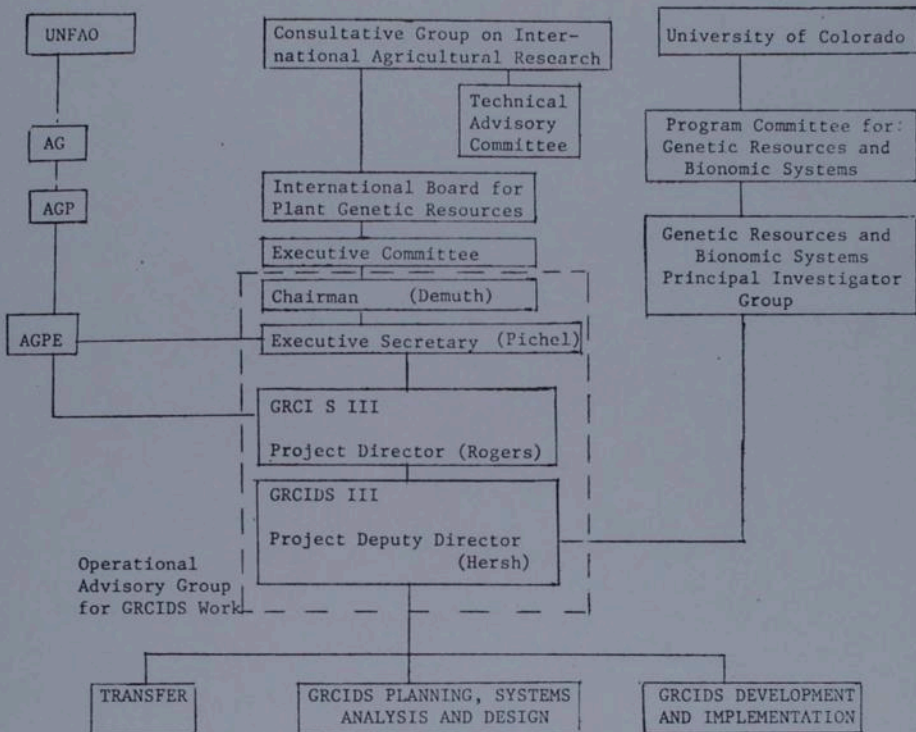 UNFAO
Consultative Group on Inter-
national Agricultural Research
University of Colorado
Technical
Advisory
Committee
AG
Program Committee for:
Genetic Resources and
Bionomic Systems
AGP
International Board for
Plant Genetic Resources
Genetic Resources and
Bionomic Systems
Principal Investigator
Group
Executive Committee
Chairman (Demuth)
AGPE
Executive Secretary (Pichel)
GRCI S III
Project Director (Rogers)
GRCIDS III
Project Deputy Director
(Hersh)
Operational
Advisory Group
for GRCIDS Work
TRANSFER
GRCIDS PLANNING, SYSTEMS
ANALYSIS AND DESIGN
GRCIDS DEVELOPMENT
AND IMPLEMENTATION